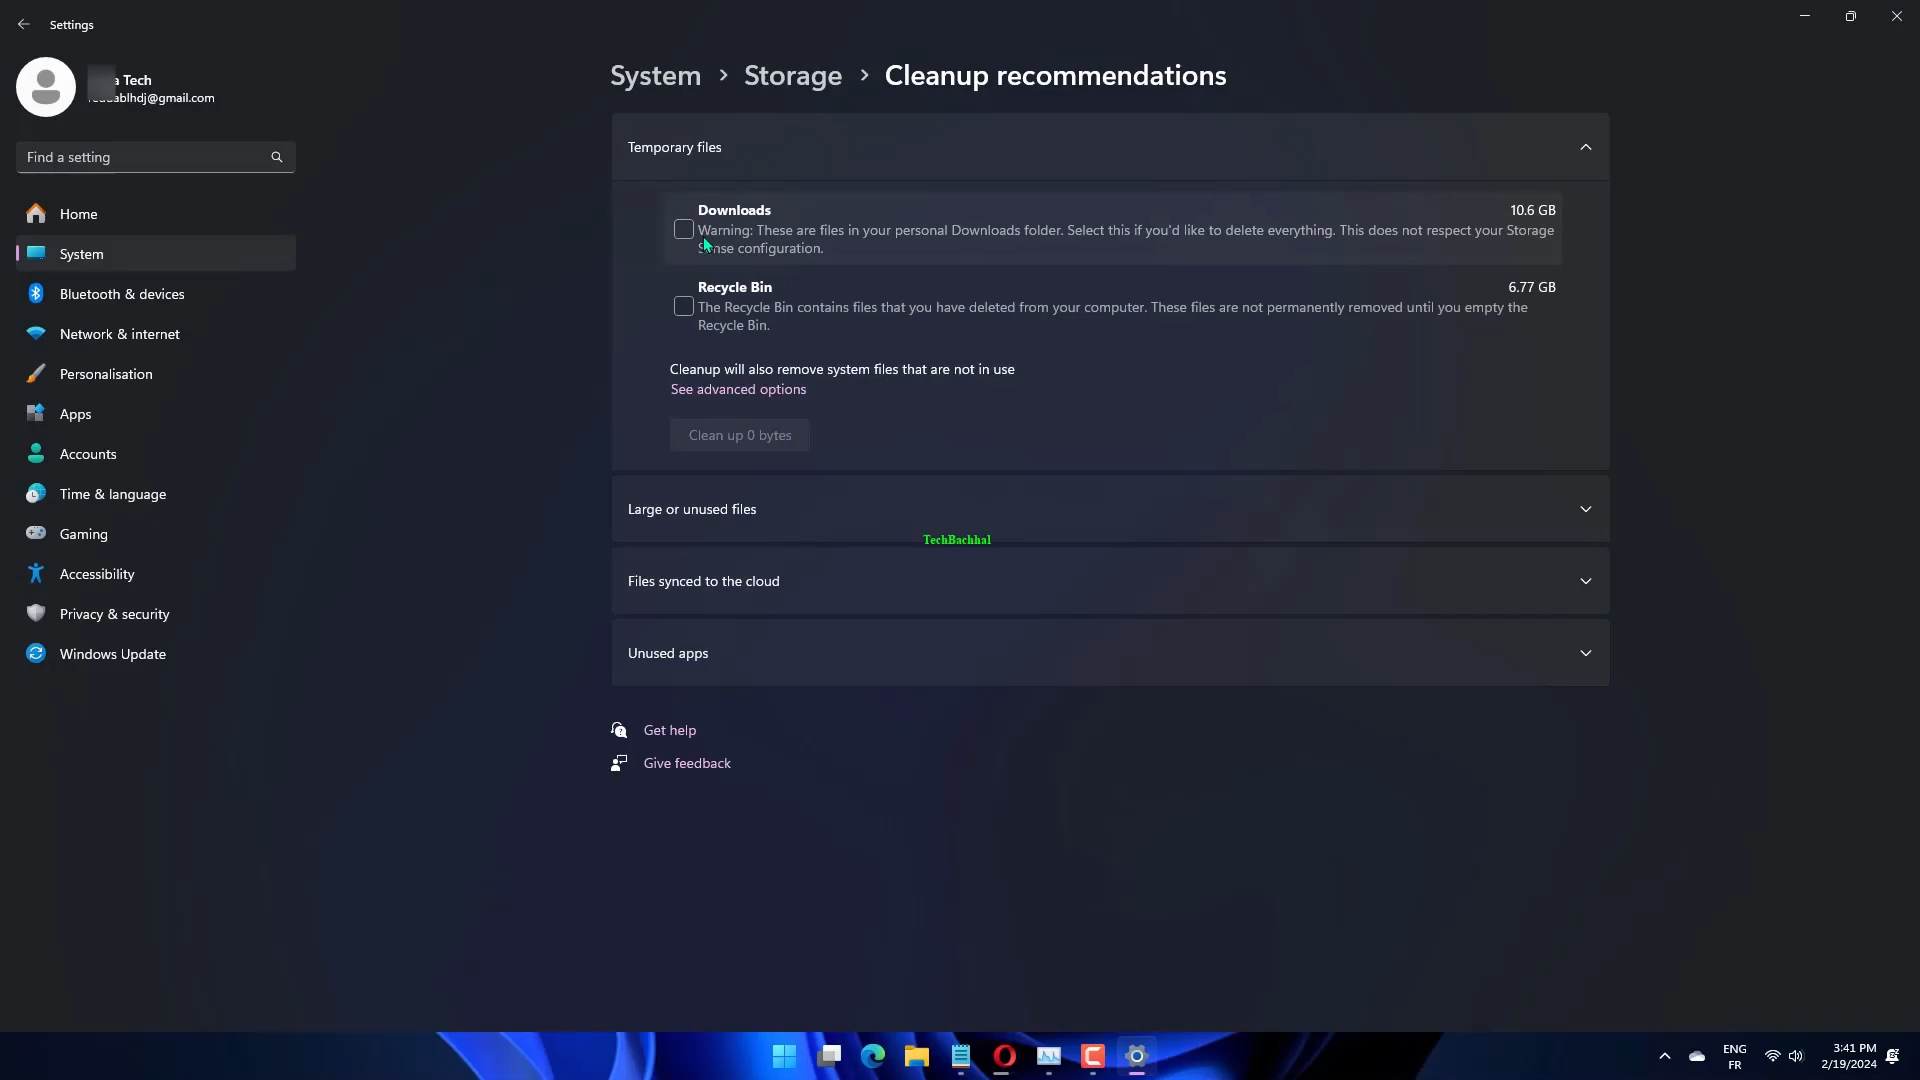 Settings
a Tech
ablhdj@gmail.com
Find a setting
Home
System
Bluetooth & devices
Network & internet
Personalisation
Apps
Accounts
Time & language
Gaming
Accessibility
Privacy & security
Windows Update
System > Storage > Cleanup recommendations
Temporary files
Downloads 10.6 GB
Warning: These are files in your personal Downloads folder. Select this if you'd like to delete everything. This does not respect your Storage
Sense configuration.
Recycle Bin 6.77 GB
The Recycle Bin contains files that you have deleted from your computer. These files are not permanently removed until you empty the
Recycle Bin.
Cleanup will also remove system files that are not in use
See advanced options
Clean up 0 bytes
Large or unused files
TechBachhal
Files synced to the cloud
Unused apps
Get help
Give feedback
ENG
FR
3:41 PM
2/19/2024